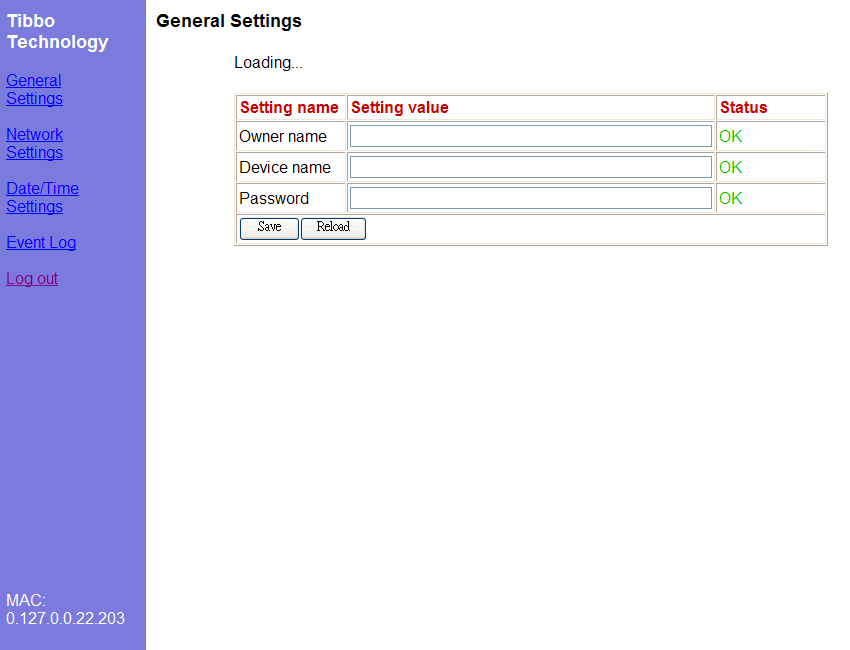 Tibbo
Technology
General
Settings
Network
Settings
Date/Time
Settings
Event Log
Log out
MAC:
0.127.0.0.22.203
General Settings
Loading...
Setting name Setting value Status
Owner name OK
Device name OK
Password OK
Save Reload